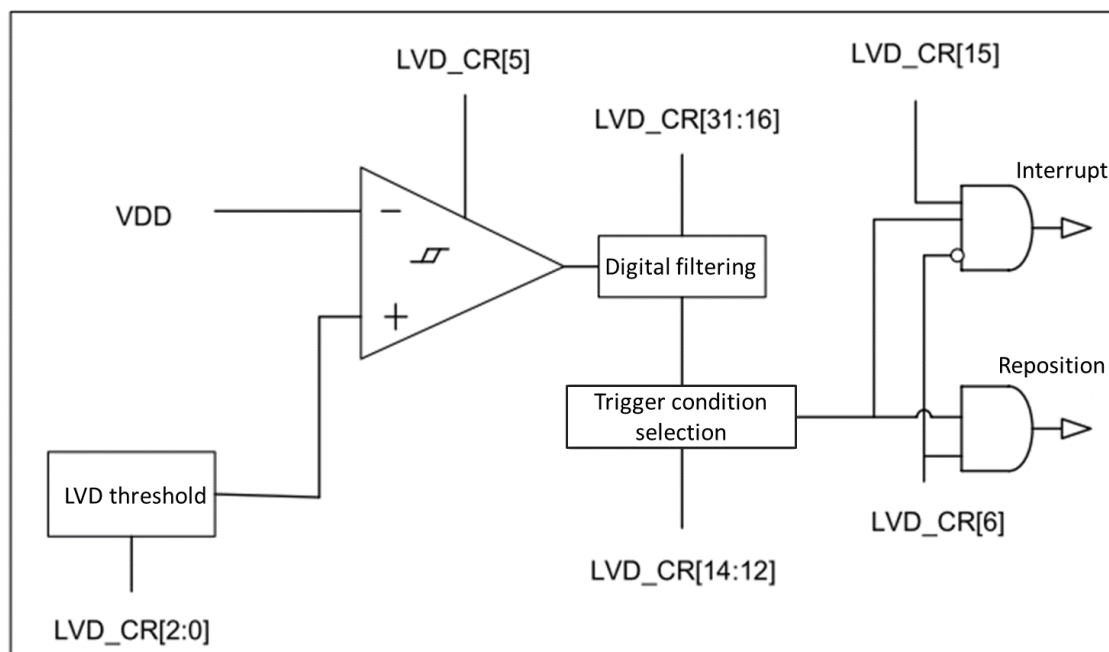 LVD_CR[5]
LVD_CR[15]
LVD_CR[31:16]
Interrupt
VDD
−
Digital filtering
+
Reposition
Trigger condition
selection
LVD threshold
LVD_CR[6]
LVD_CR[14:12]
LVD_CR[2:0]